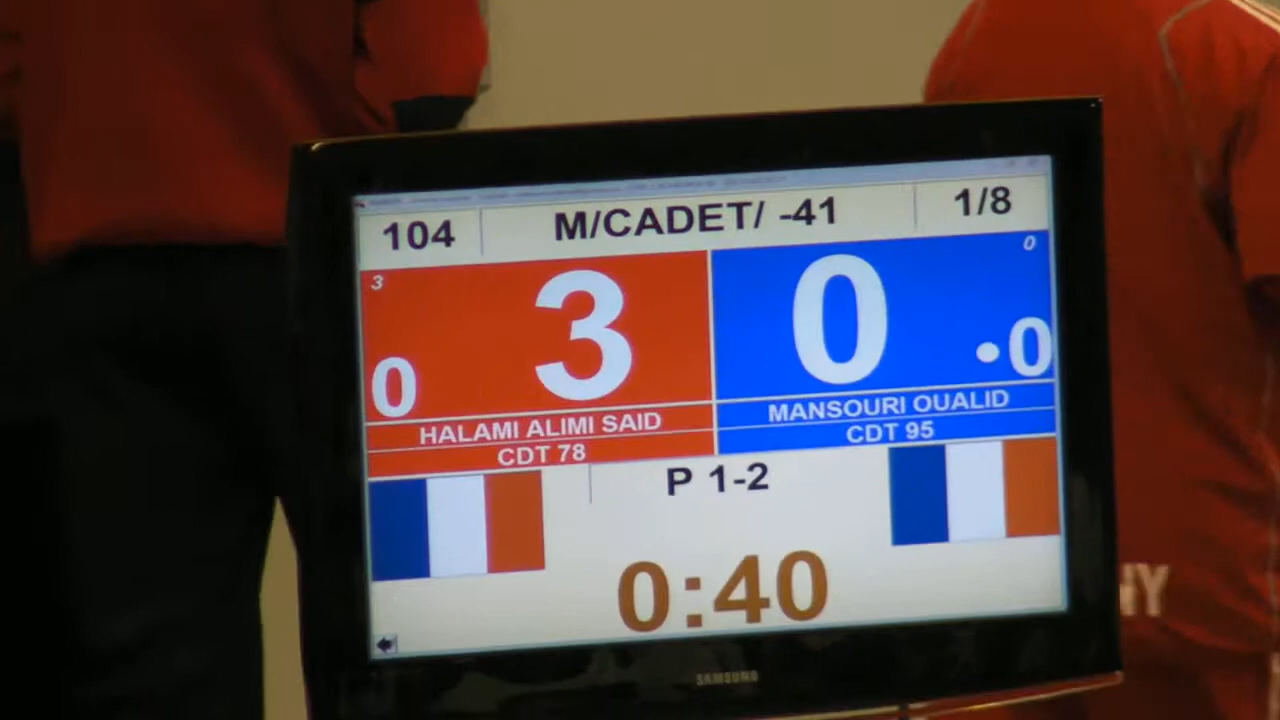 104 M/CADET/ -41 1/8
3 0
3 0
0 •0
HALAMI ALIMI SAID MANSOURI OUALID
CDT 78 CDT 95
P 1-2
0:40
SAMSUNG
NY